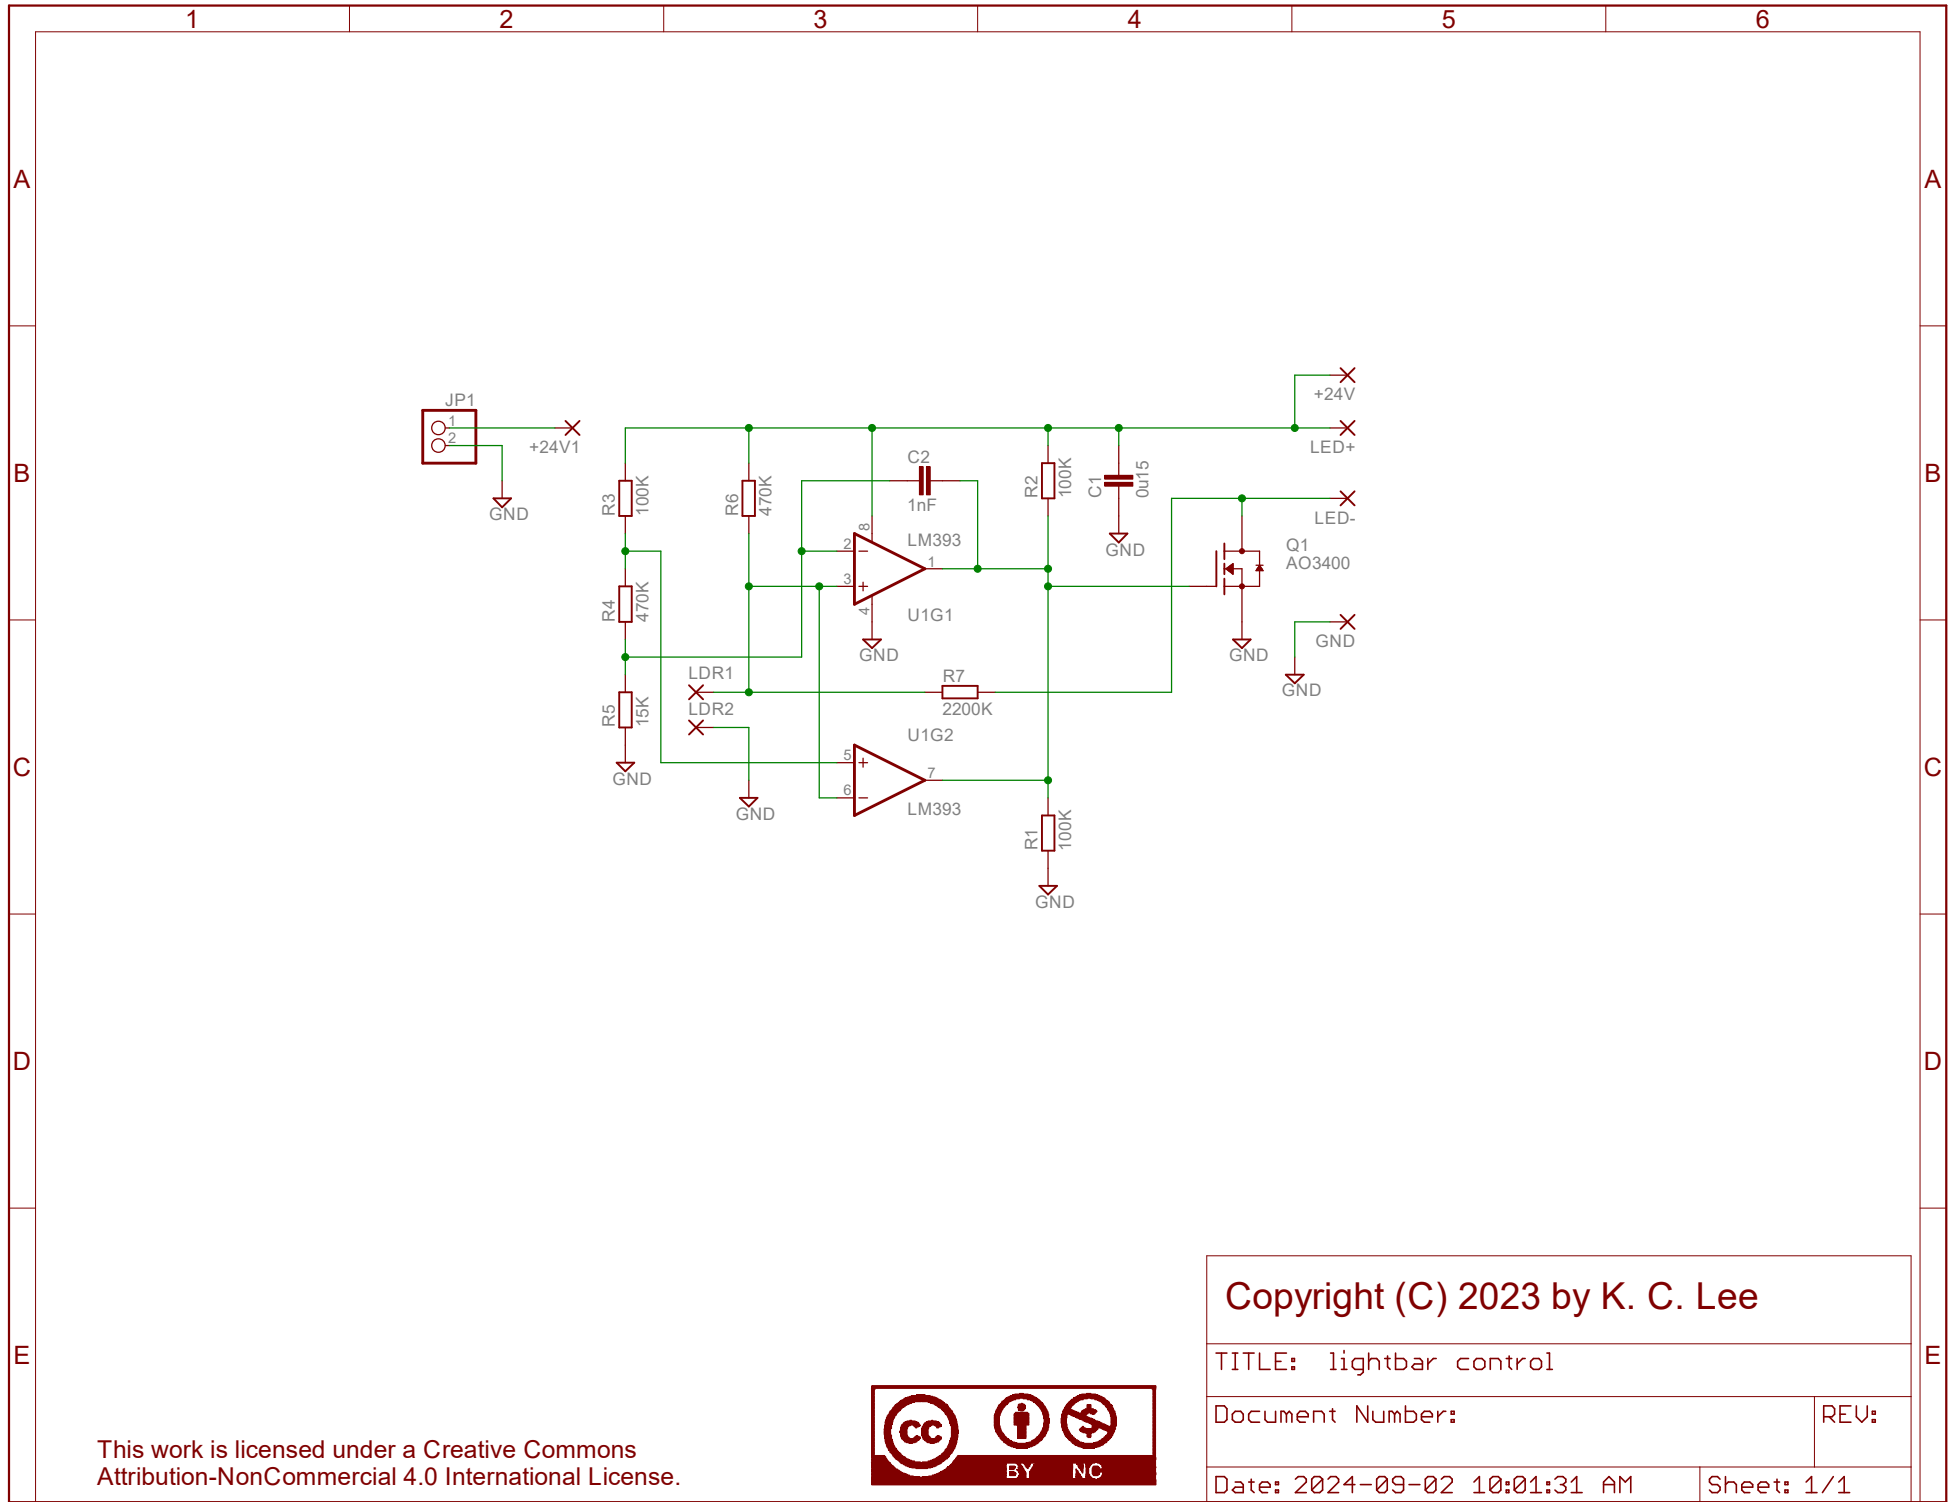 1 2 3 4 5 6
A A
B B
C C
D D
E E
JP1
1
2
+24V1
GND
+24V
LED+
LED-
GND
GND
R3
100K
R4
470K
R5
15K
GND
R6
470K
LDR1
LDR2
GND
C2
1nF
LM393
8
2
3
1
4
U1G1
GND
R7
2200K
U1G2
5
6
7
LM393
R2
100K
C1
0u15
GND
R1
100K
GND
Q1
AO3400
GND
This work is licensed under a Creative Commons
Attribution-NonCommercial 4.0 International License.
cc
BY NC
Copyright (C) 2023 by K. C. Lee
TITLE: lightbar control
Document Number:
REV:
Date: 2024-09-02 10:01:31 AM
Sheet: 1/1